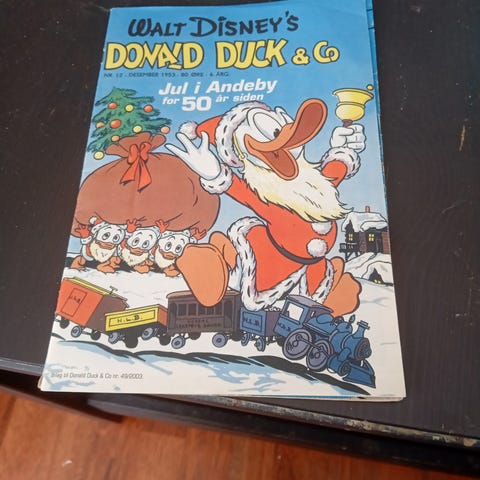 WALT DISNEY'S
DONALD DUCK & Co
NR. 12 - DESEMBER 1953 - 80 ØRE - 6. ÅRG.
Jul i Andeby
for 50 år siden
N.L.B.
N.L.B.
Bilag til Donald Duck & Co nr. 49/2003.